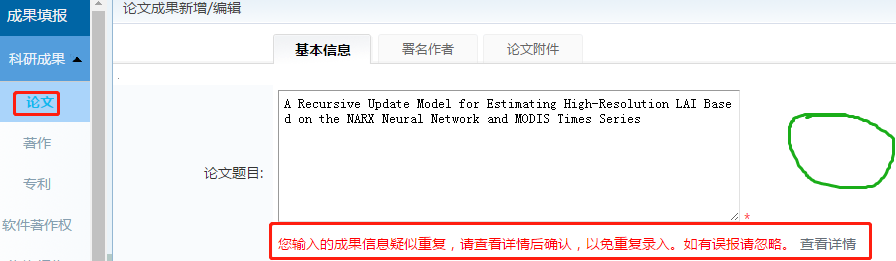 成果填报
论文成果新增/编辑
科研成果
基本信息
署名作者
论文附件
论文
A Recursive Update Model for Estimating High-Resolution LAI Base
d on the NARX Neural Network and MODIS Times Series
著作
论文题目:
专利
*
软件著作权
您输入的成果信息疑似重复，请查看详情后确认，以免重复录入。如有误报请忽略。 查看详情